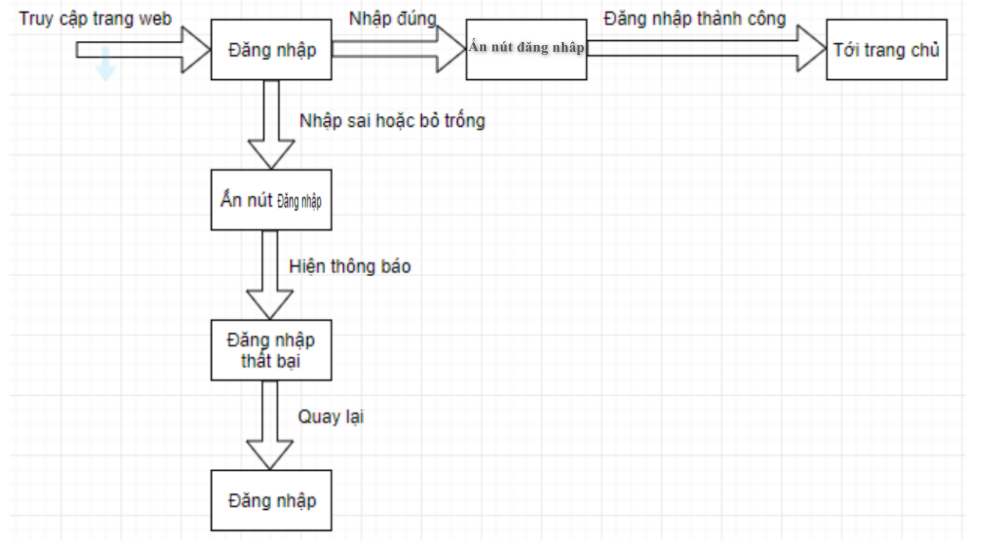 Truy cập trang web
Nhập đúng
Đăng nhập thành công
Đăng nhập
Ấn nút đăng nhập
Tới trang chủ
Nhập sai hoặc bỏ trống
Ấn nút Đăng nhập
Hiện thông báo
Đăng nhập
thất bại
Quay lại
Đăng nhập